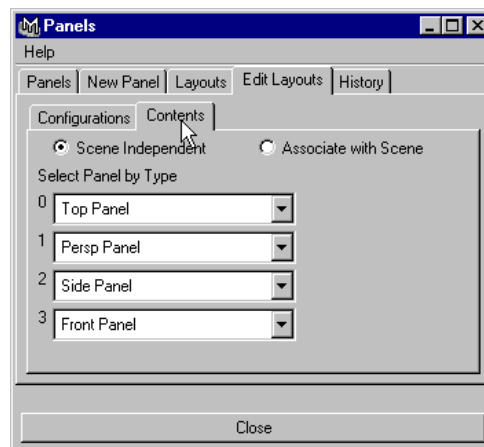 Panels
Help
Panels New Panel Layouts Edit Layouts History
Configurations Contents
Scene Independent Associate with Scene
Select Panel by Type
0 Top Panel
1 Persp Panel
2 Side Panel
3 Front Panel
Close